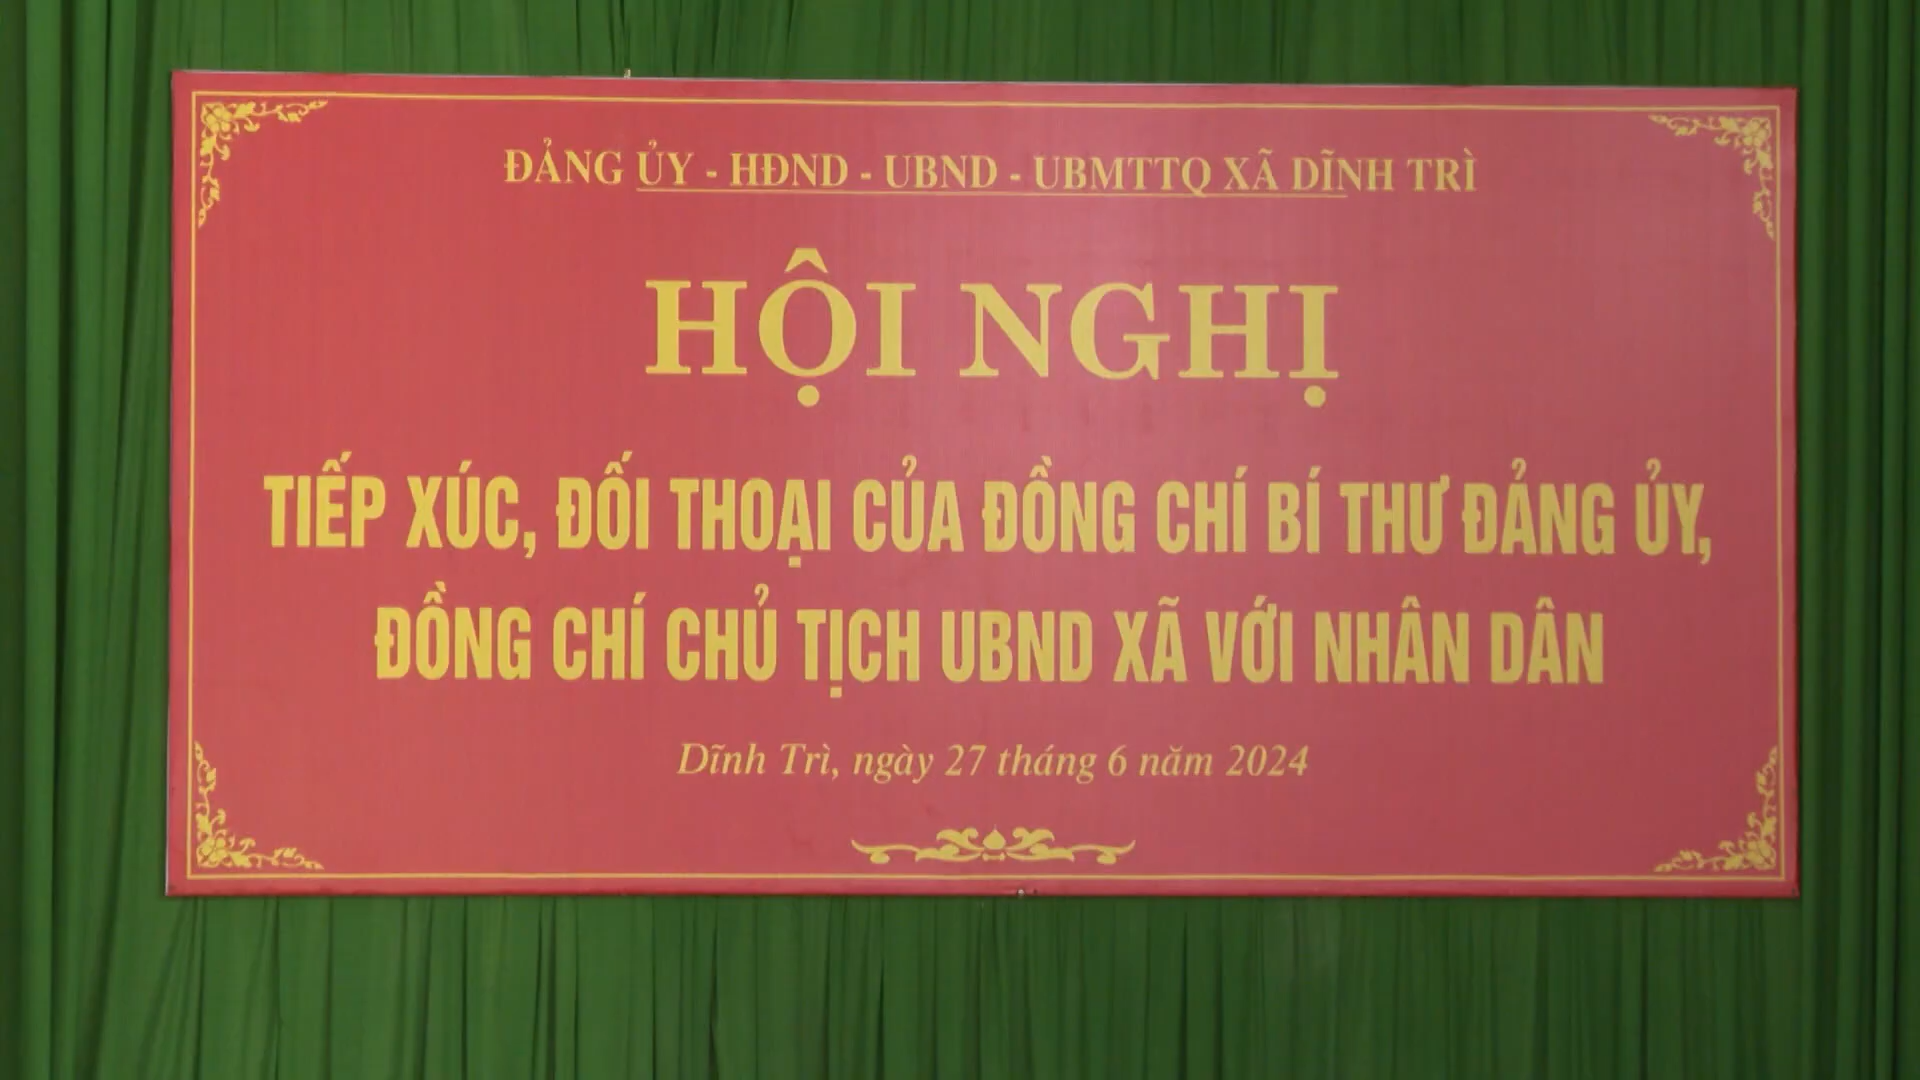 ĐẢNG ỦY - HĐND - UBND - UBMTTQ XÃ DĨNH TRÌ
HỘI NGHỊ
TIẾP XÚC, ĐỐI THOẠI CỦA ĐỒNG CHÍ BÍ THƯ ĐẢNG ỦY,
ĐỒNG CHÍ CHỦ TỊCH UBND XÃ VỚI NHÂN DÂN
Dĩnh Trì, ngày 27 tháng 6 năm 2024